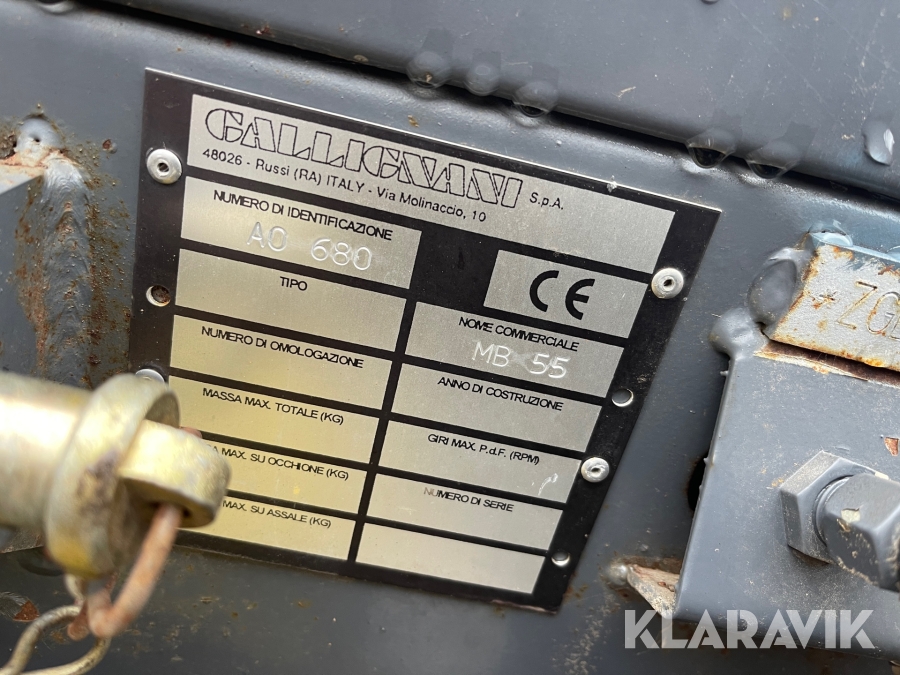 GALLIGNANI S.p.A.
48026 - Russi (RA) ITALY - Via Molinaccio, 10
NUMERO DI IDENTIFICAZIONE
AO 680
CE
TIPO
NOME COMMERCIALE
MB 55
NUMERO DI OMOLOGAZIONE
ANNO DI COSTRUZIONE
MASSA MAX. TOTALE (KG)
GIRI MAX. P.d.F. (RPM)
MAX. SU OCCHIONE (KG)
NUMERO DI SERIE
MAX. SU ASSALE (KG)
* ZG
KLARAVIK